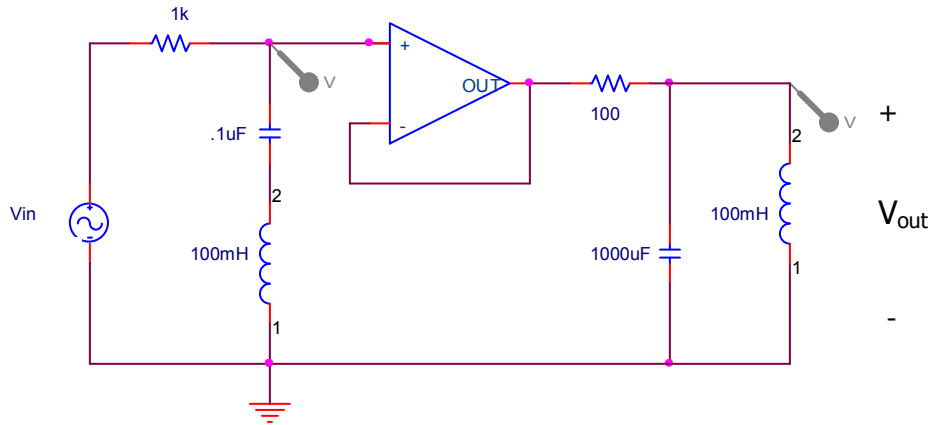 1k
V
+
-
OUT
100
V
+
.1uF
2
100mH
1
Vin
+
-
1000uF
2
100mH
1
Vout
-